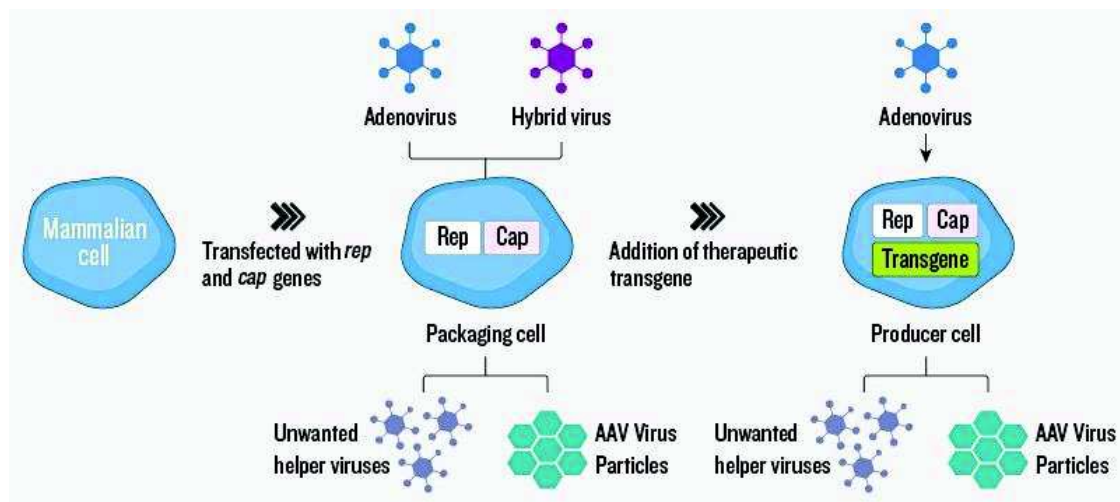 Adenovirus
Hybrid virus
Adenovirus
Mammalian
cell
Transfected with rep
and cap genes
Rep
Cap
Addition of therapeutic
transgene
Rep
Cap
Transgene
Packaging cell
Producer cell
Unwanted
helper viruses
AAV Virus
Particles
Unwanted
helper viruses
AAV Virus
Particles